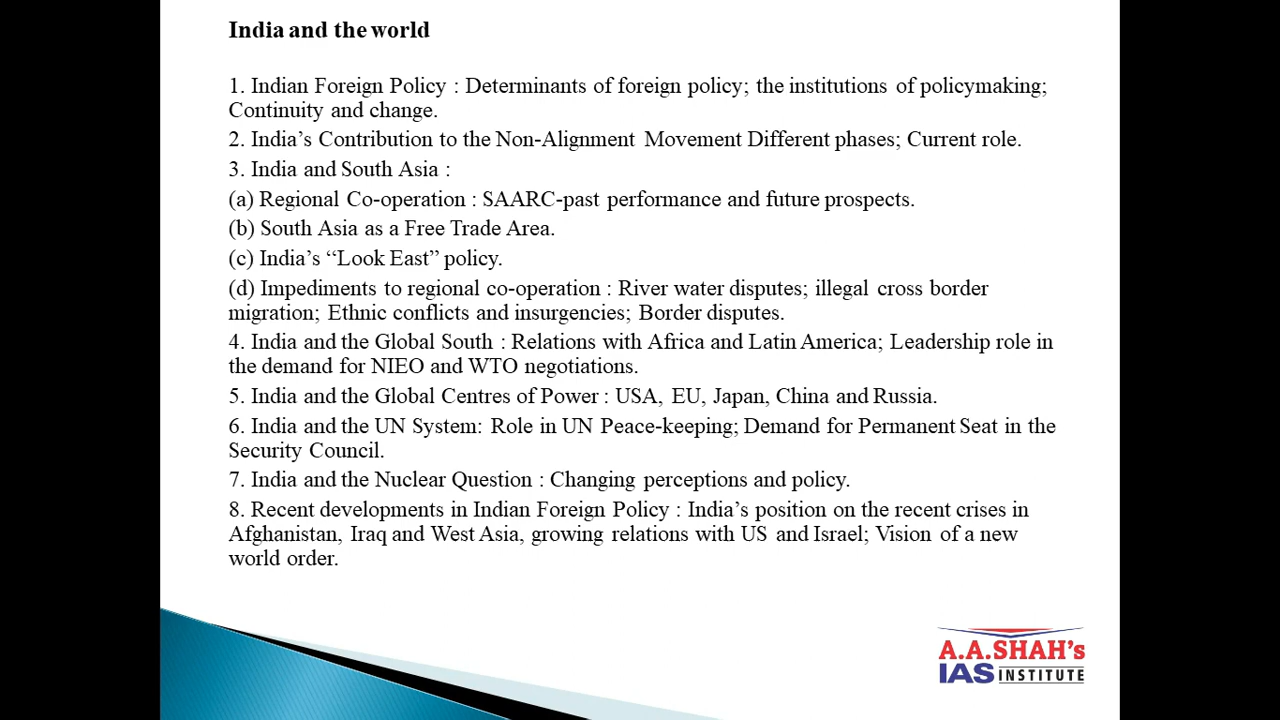 India and the world
1. Indian Foreign Policy : Determinants of foreign policy; the institutions of policymaking;
Continuity and change.
2. India’s Contribution to the Non-Alignment Movement Different phases; Current role.
3. India and South Asia :
(a) Regional Co-operation : SAARC-past performance and future prospects.
(b) South Asia as a Free Trade Area.
(c) India’s “Look East” policy.
(d) Impediments to regional co-operation : River water disputes; illegal cross border
migration; Ethnic conflicts and insurgencies; Border disputes.
4. India and the Global South : Relations with Africa and Latin America; Leadership role in
the demand for NIEO and WTO negotiations.
5. India and the Global Centres of Power : USA, EU, Japan, China and Russia.
6. India and the UN System: Role in UN Peace-keeping; Demand for Permanent Seat in the
Security Council.
7. India and the Nuclear Question : Changing perceptions and policy.
8. Recent developments in Indian Foreign Policy : India’s position on the recent crises in
Afghanistan, Iraq and West Asia, growing relations with US and Israel; Vision of a new
world order.
A.A.SHAH’s
IAS INSTITUTE